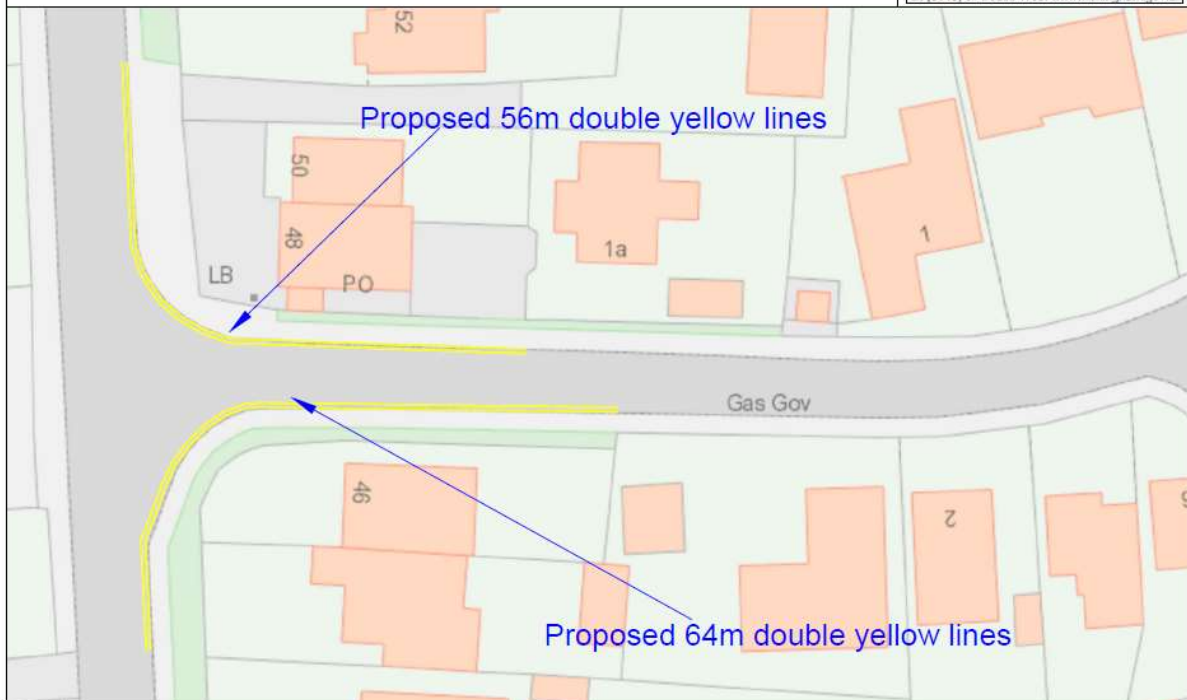 52
Proposed 56m double yellow lines
50
48
1a
1
LB
PO
Gas Gov
46
2
Proposed 64m double yellow lines